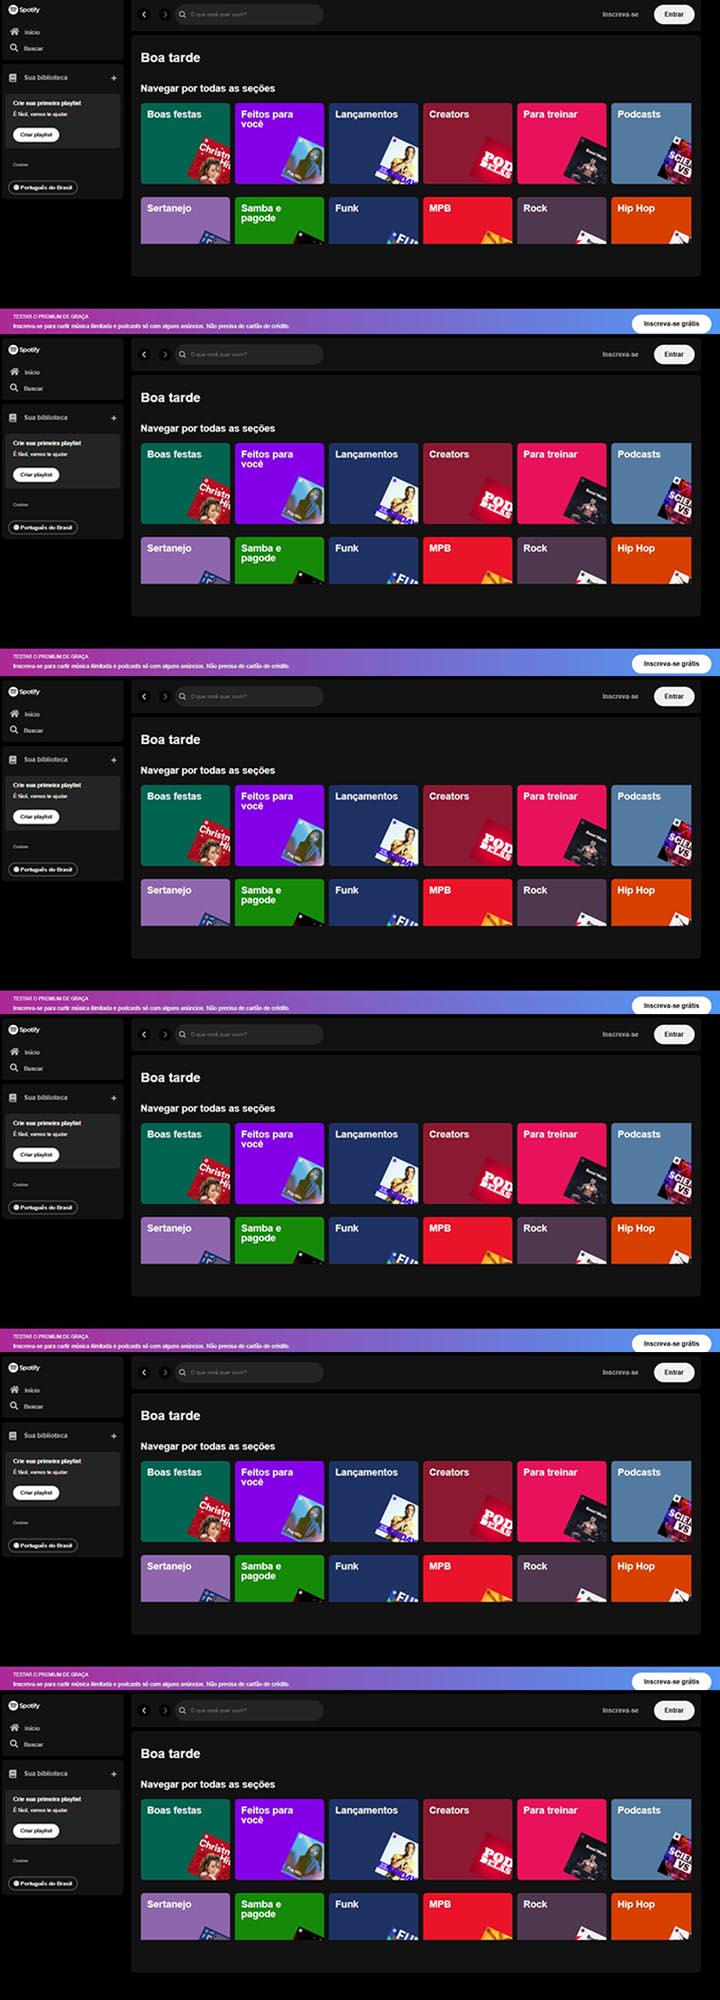 Spotify
Início
Buscar
Sua biblioteca
Crie sua primeira playlist
É fácil, vamos te ajudar.
Criar playlist
Cookies
Português do Brasil
O que você quer ouvir?
Inscreva-se
Entrar
Boa tarde
Navegar por todas as seções
Boas festas
Feitos para
você
Lançamentos
Creators
POD
DELAS
Para treinar
Podcasts
VS
Sertanejo
Samba e
pagode
Funk
MPB
Rock
Hip Hop
TESTAR O PREMIUM DE GRAÇA
Inscreva-se para curtir música ilimitada e podcasts só com alguns anúncios. Não precisa de cartão de crédito.
Inscreva-se grátis
Spotify
Início
Buscar
Sua biblioteca
Crie sua primeira playlist
É fácil, vamos te ajudar.
Criar playlist
Cookies
Português do Brasil
O que você quer ouvir?
Inscreva-se
Entrar
Boa tarde
Navegar por todas as seções
Boas festas
Feitos para
você
Lançamentos
Creators
POD
DELAS
Para treinar
Podcasts
VS
Sertanejo
Samba e
pagode
Funk
MPB
Rock
Hip Hop
TESTAR O PREMIUM DE GRAÇA
Inscreva-se para curtir música ilimitada e podcasts só com alguns anúncios. Não precisa de cartão de crédito.
Inscreva-se grátis
Spotify
Início
Buscar
Sua biblioteca
Crie sua primeira playlist
É fácil, vamos te ajudar.
Criar playlist
Cookies
Português do Brasil
O que você quer ouvir?
Inscreva-se
Entrar
Boa tarde
Navegar por todas as seções
Boas festas
Feitos para
você
Lançamentos
Creators
POD
DELAS
Para treinar
Podcasts
VS
Sertanejo
Samba e
pagode
Funk
MPB
Rock
Hip Hop
TESTAR O PREMIUM DE GRAÇA
Inscreva-se para curtir música ilimitada e podcasts só com alguns anúncios. Não precisa de cartão de crédito.
Inscreva-se grátis
Spotify
Início
Buscar
Sua biblioteca
Crie sua primeira playlist
É fácil, vamos te ajudar.
Criar playlist
Cookies
Português do Brasil
O que você quer ouvir?
Inscreva-se
Entrar
Boa tarde
Navegar por todas as seções
Boas festas
Feitos para
você
Lançamentos
Creators
POD
DELAS
Para treinar
Podcasts
VS
Sertanejo
Samba e
pagode
Funk
MPB
Rock
Hip Hop
TESTAR O PREMIUM DE GRAÇA
Inscreva-se para curtir música ilimitada e podcasts só com alguns anúncios. Não precisa de cartão de crédito.
Inscreva-se grátis
Spotify
Início
Buscar
Sua biblioteca
Crie sua primeira playlist
É fácil, vamos te ajudar.
Criar playlist
Cookies
Português do Brasil
O que você quer ouvir?
Inscreva-se
Entrar
Boa tarde
Navegar por todas as seções
Boas festas
Feitos para
você
Lançamentos
Creators
POD
DELAS
Para treinar
Podcasts
VS
Sertanejo
Samba e
pagode
Funk
MPB
Rock
Hip Hop
TESTAR O PREMIUM DE GRAÇA
Inscreva-se para curtir música ilimitada e podcasts só com alguns anúncios. Não precisa de cartão de crédito.
Inscreva-se grátis
Spotify
Início
Buscar
Sua biblioteca
Crie sua primeira playlist
É fácil, vamos te ajudar.
Criar playlist
Cookies
Português do Brasil
O que você quer ouvir?
Inscreva-se
Entrar
Boa tarde
Navegar por todas as seções
Boas festas
Feitos para
você
Lançamentos
Creators
POD
DELAS
Para treinar
Podcasts
VS
Sertanejo
Samba e
pagode
Funk
MPB
Rock
Hip Hop